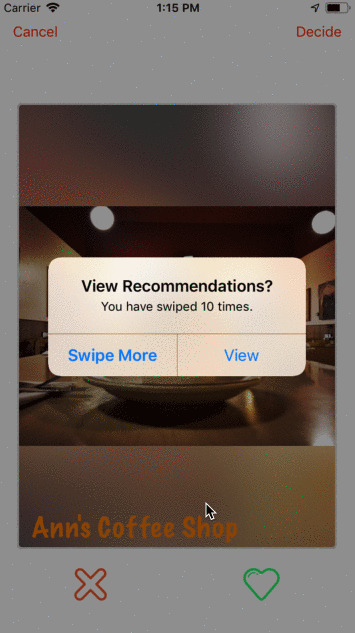 Carrier 1:15 PM
Cancel Decide
View Recommendations?
You have swiped 10 times.
Swipe More View
Ann's Coffee Shop